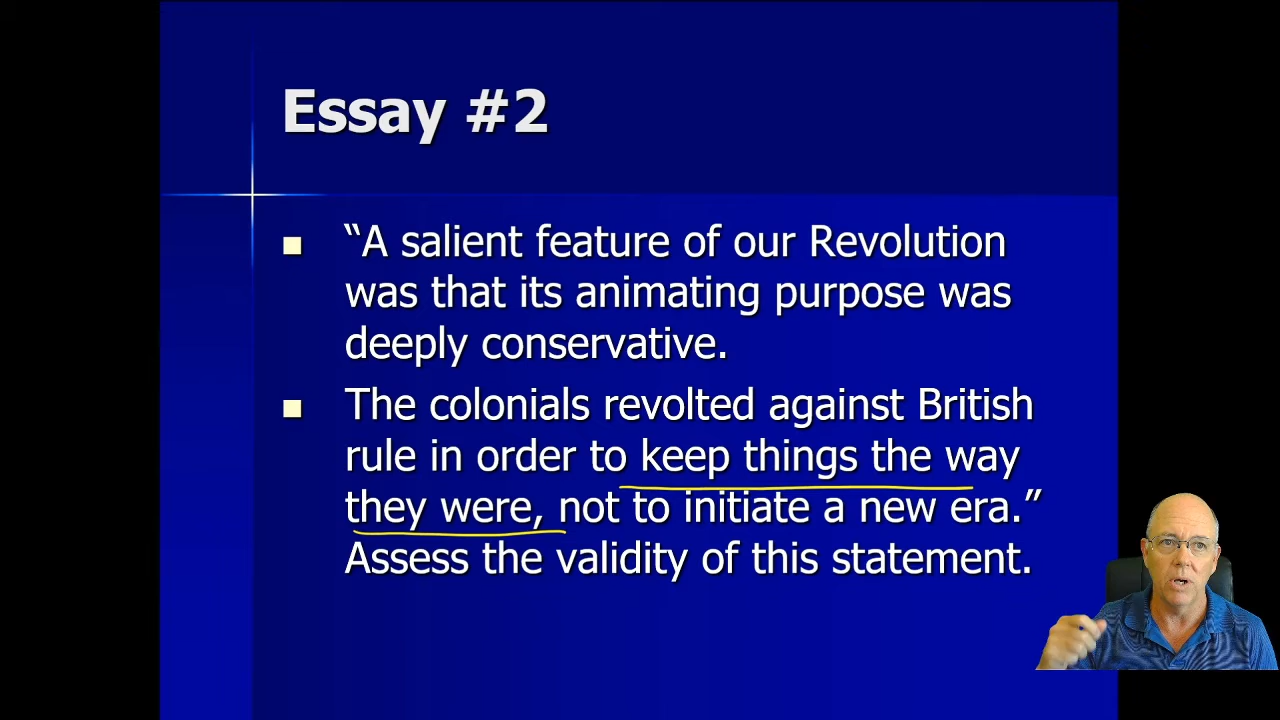 Essay #2
“A salient feature of our Revolution
was that its animating purpose was
deeply conservative.
The colonials revolted against British
rule in order to keep things the way
they were, not to initiate a new era.”
Assess the validity of this statement.